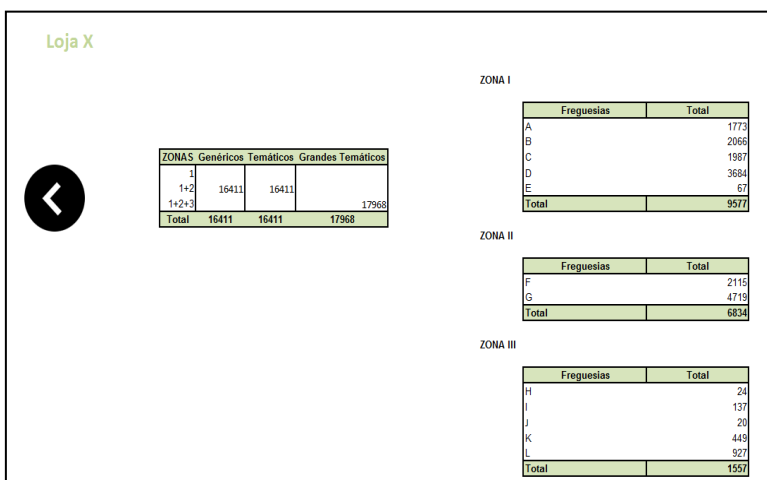 Loja X
ZONAS Genéricos Temáticos Grandes Temáticos
1
1+2 16411 16411
1+2+3 17968
Total 16411 16411 17968
ZONA I
Freguesias Total
A 1773
B 2066
C 1987
D 3684
E 67
Total 9577
ZONA II
Freguesias Total
F 2115
G 4719
Total 6834
ZONA III
Freguesias Total
H 24
I 137
J 20
K 449
L 927
Total 1557